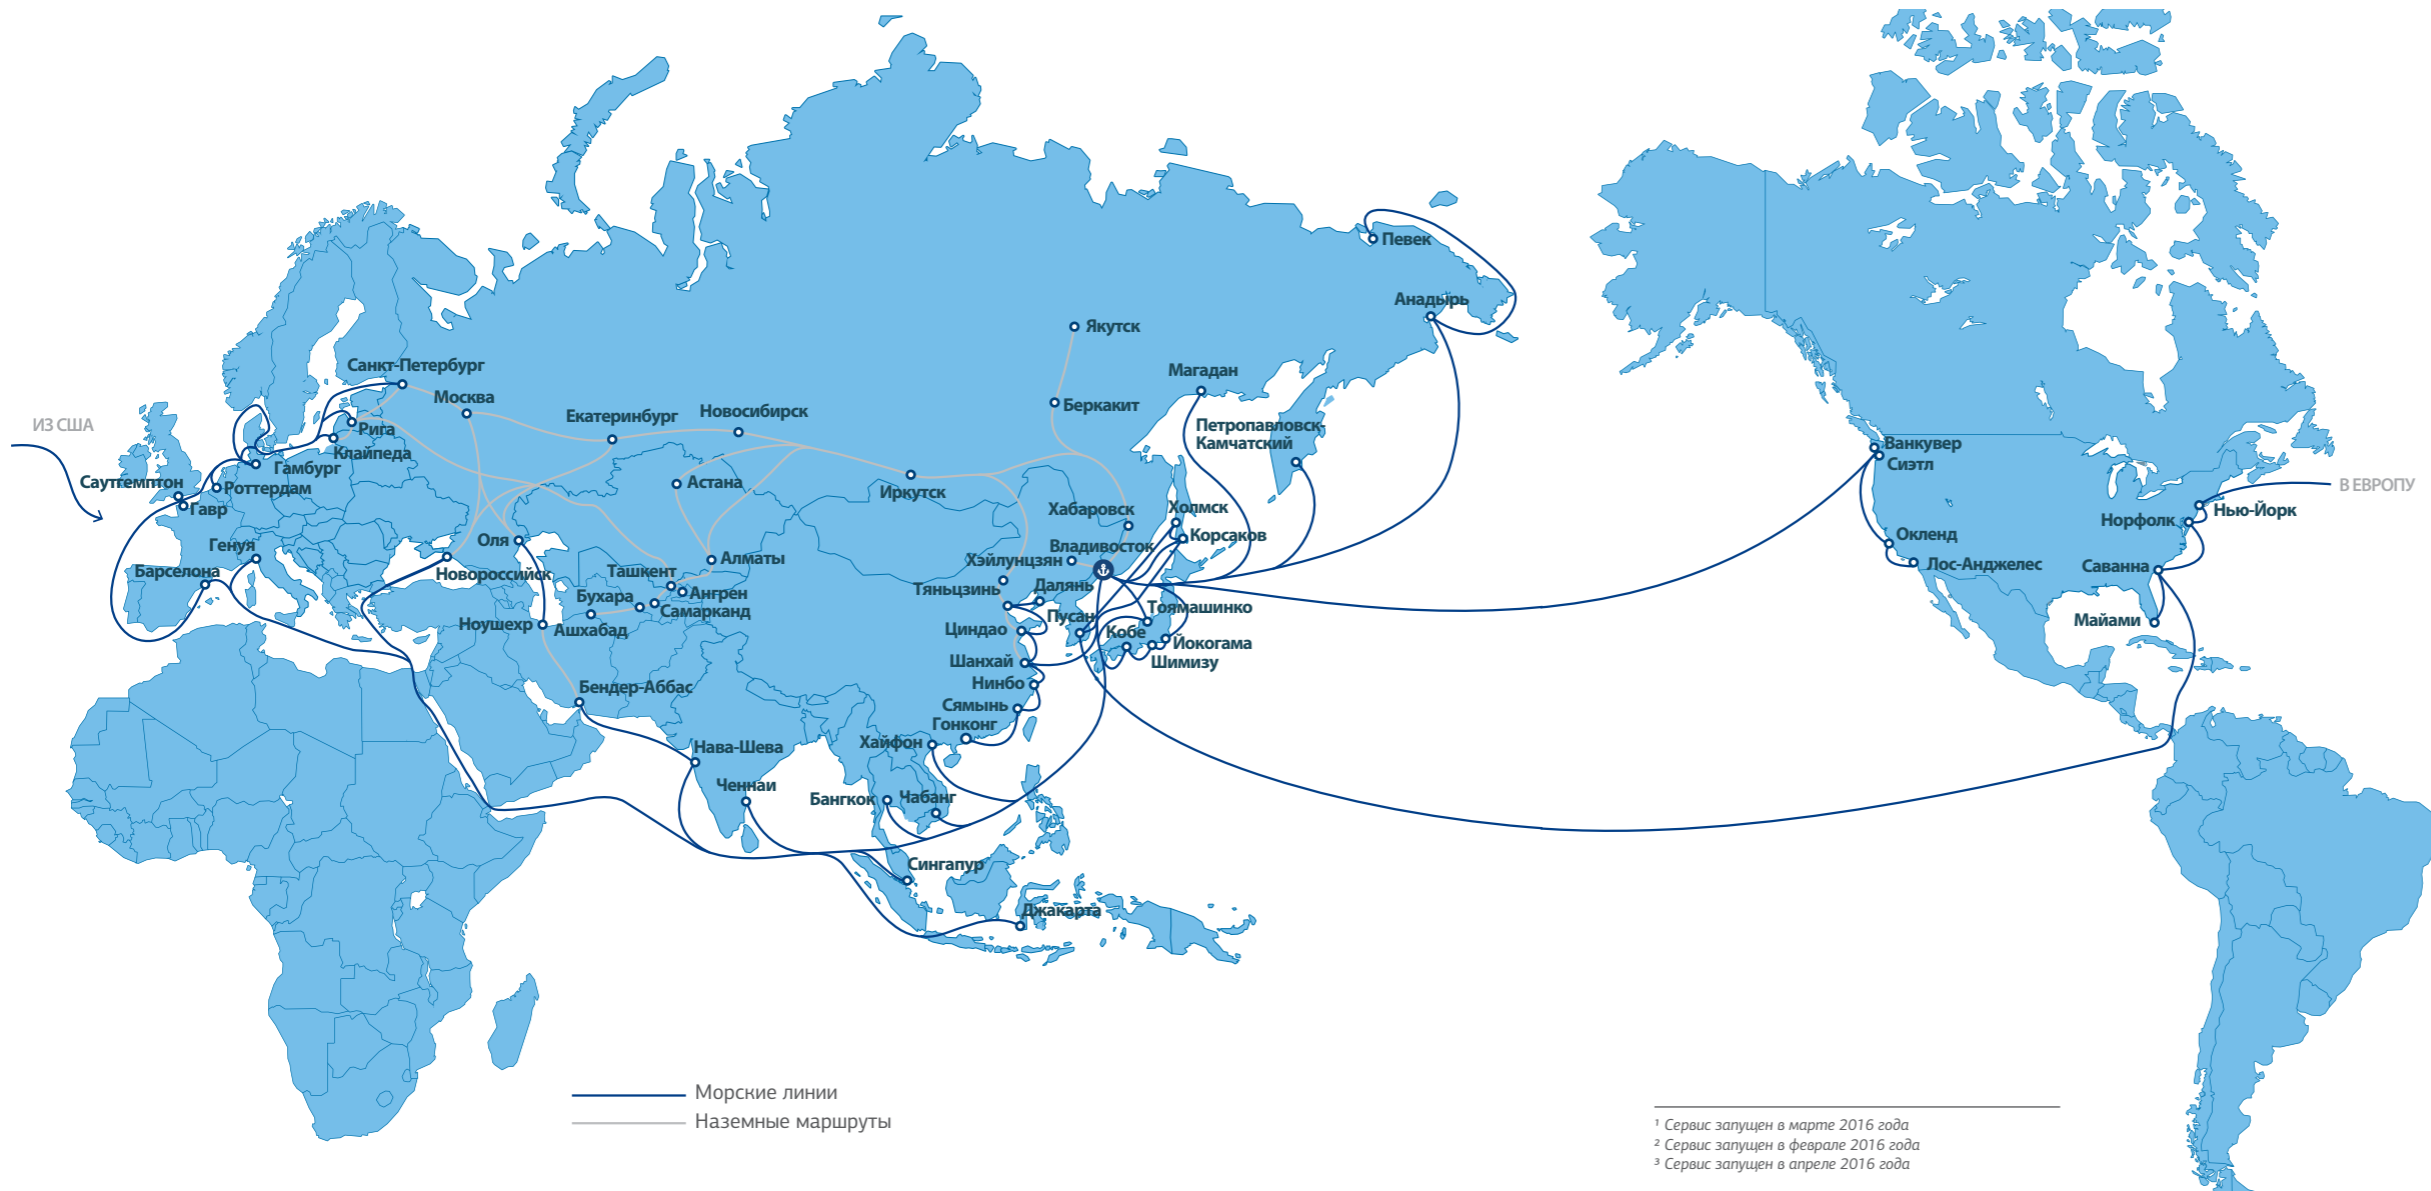 Певек
Анадырь
Якутск
Магадан
Беркакит
Санкт-Петербург
Москва
Екатеринбург
Новосибирск
Петропавловск-
Камчатский
ИЗ США
Рига
Клайпеда
Гамбург
Саутгемптон
Роттердам
Гавр
Астана
Иркутск
Хабаровск
Холмск
Корсаков
Ванкувер
Сиэтл
В ЕВРОПУ
Нью-Йорк
Норфолк
Окленд
Лос-Анджелес
Саванна
Майами
Генуя
Барселона
Оля
Новороссийск
Алматы
Ташкент
Ангрен
Бухара
Самарканд
Ашхабад
Ноушехр
Владивосток
Хэйлунцзян
Далянь
Тяньцзинь
Пусан
Тоямашинко
Кобе
Йокогама
Шимизу
Циндао
Шанхай
Нинбо
Сямынь
Гонконг
Хайфон
Бендер-Аббас
Нава-Шева
Ченнаи
Бангкок
Чабанг
Сингапур
Джакарта
Морские линии
Наземные маршруты
¹ Сервис запущен в марте 2016 года
² Сервис запущен в феврале 2016 года
³ Сервис запущен в апреле 2016 года